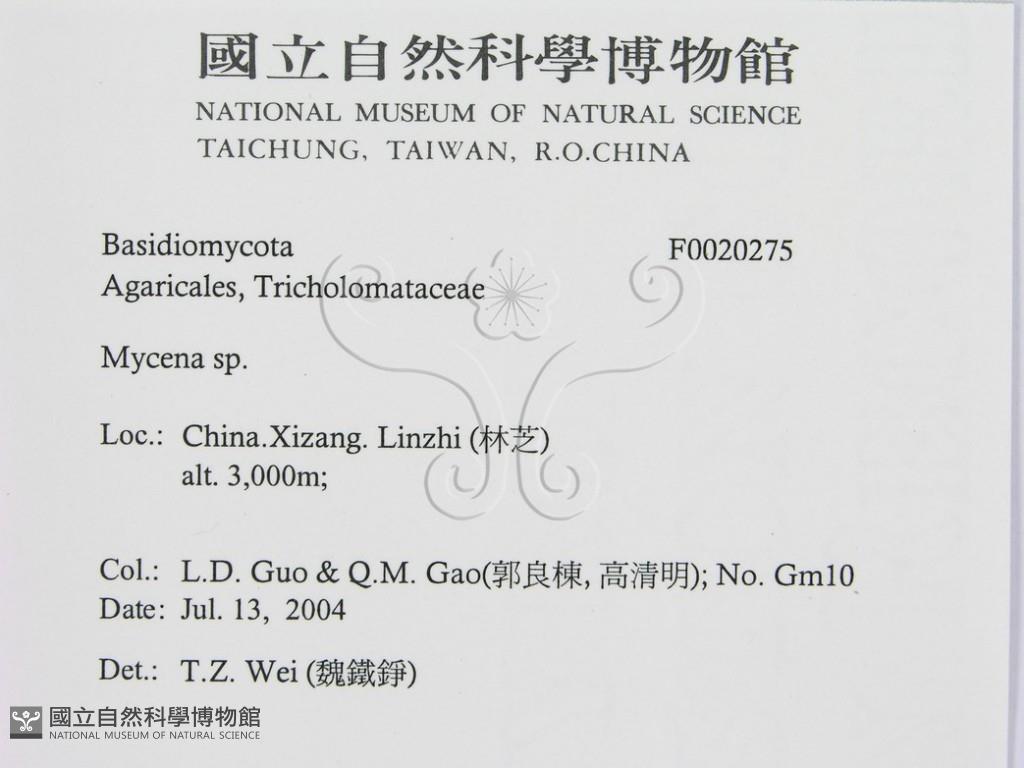 國立自然科學博物館
NATIONAL MUSEUM OF NATURAL SCIENCE
TAICHUNG, TAIWAN, R.O.CHINA
Basidiomycota F0020275
Agaricales, Tricholomataceae
Mycena sp.
Loc.: China.Xizang. Linzhi (林芝)
alt. 3,000m;
Col.: L.D. Guo & Q.M. Gao(郭良棟, 高清明); No. Gm10
Date: Jul. 13, 2004
Det.: T.Z. Wei (魏鐵錚)
國立自然科學博物館
NATIONAL MUSEUM OF NATURAL SCIENCE